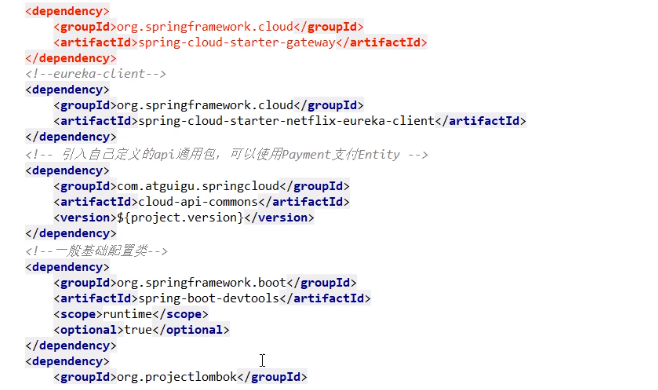 <dependency>
<groupId>org.springframework.cloud</groupId>
<artifactId>spring-cloud-starter-gateway</artifactId>
</dependency>
<!--eureka-client-->
<dependency>
<groupId>org.springframework.cloud</groupId>
<artifactId>spring-cloud-starter-netflix-eureka-client</artifactId>
</dependency>
<!-- 引入自己定义的api通用包，可以使用Payment支付Entity -->
<dependency>
<groupId>com.atguigu.springcloud</groupId>
<artifactId>cloud-api-commons</artifactId>
<version>${project.version}</version>
</dependency>
<!--一般基础配置类-->
<dependency>
<groupId>org.springframework.boot</groupId>
<artifactId>spring-boot-devtools</artifactId>
<scope>runtime</scope>
<optional>true</optional>
</dependency>
<dependency>
<groupId>org.projectlombok</groupId>